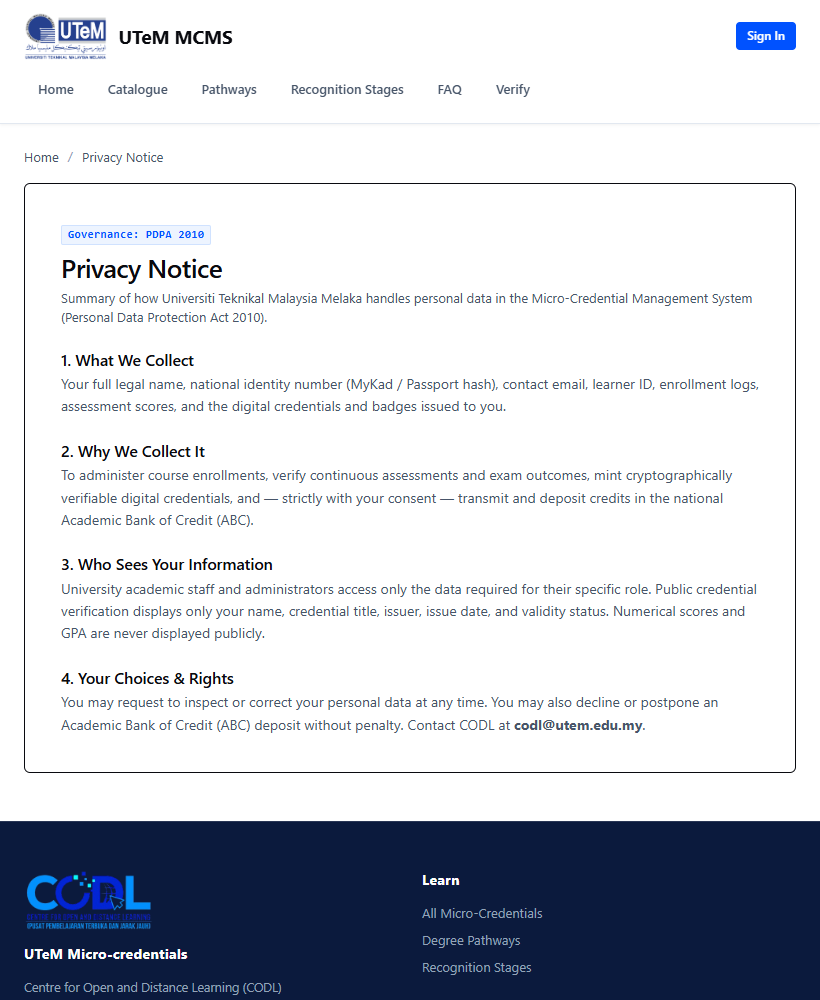 UTeM
UNIVERSITI TEKNIKAL MALAYSIA MELAKA
UTeM MCMS
Sign In
Home
Catalogue
Pathways
Recognition Stages
FAQ
Verify
Home / Privacy Notice
Governance: PDPA 2010
Privacy Notice
Summary of how Universiti Teknikal Malaysia Melaka handles personal data in the Micro-Credential Management System
(Personal Data Protection Act 2010).
1. What We Collect
Your full legal name, national identity number (MyKad / Passport hash), contact email, learner ID, enrollment logs,
assessment scores, and the digital credentials and badges issued to you.
2. Why We Collect It
To administer course enrollments, verify continuous assessments and exam outcomes, mint cryptographically
verifiable digital credentials, and — strictly with your consent — transmit and deposit credits in the national
Academic Bank of Credit (ABC).
3. Who Sees Your Information
University academic staff and administrators access only the data required for their specific role. Public credential
verification displays only your name, credential title, issuer, issue date, and validity status. Numerical scores and
GPA are never displayed publicly.
4. Your Choices & Rights
You may request to inspect or correct your personal data at any time. You may also decline or postpone an
Academic Bank of Credit (ABC) deposit without penalty. Contact CODL at codl@utem.edu.my.
CODL
CENTRE FOR OPEN AND DISTANCE LEARNING
(PUSAT PEMBELAJARAN TERBUKA DAN JARAK JAUH)
UTeM Micro-credentials
Centre for Open and Distance Learning (CODL)
Learn
All Micro-Credentials
Degree Pathways
Recognition Stages